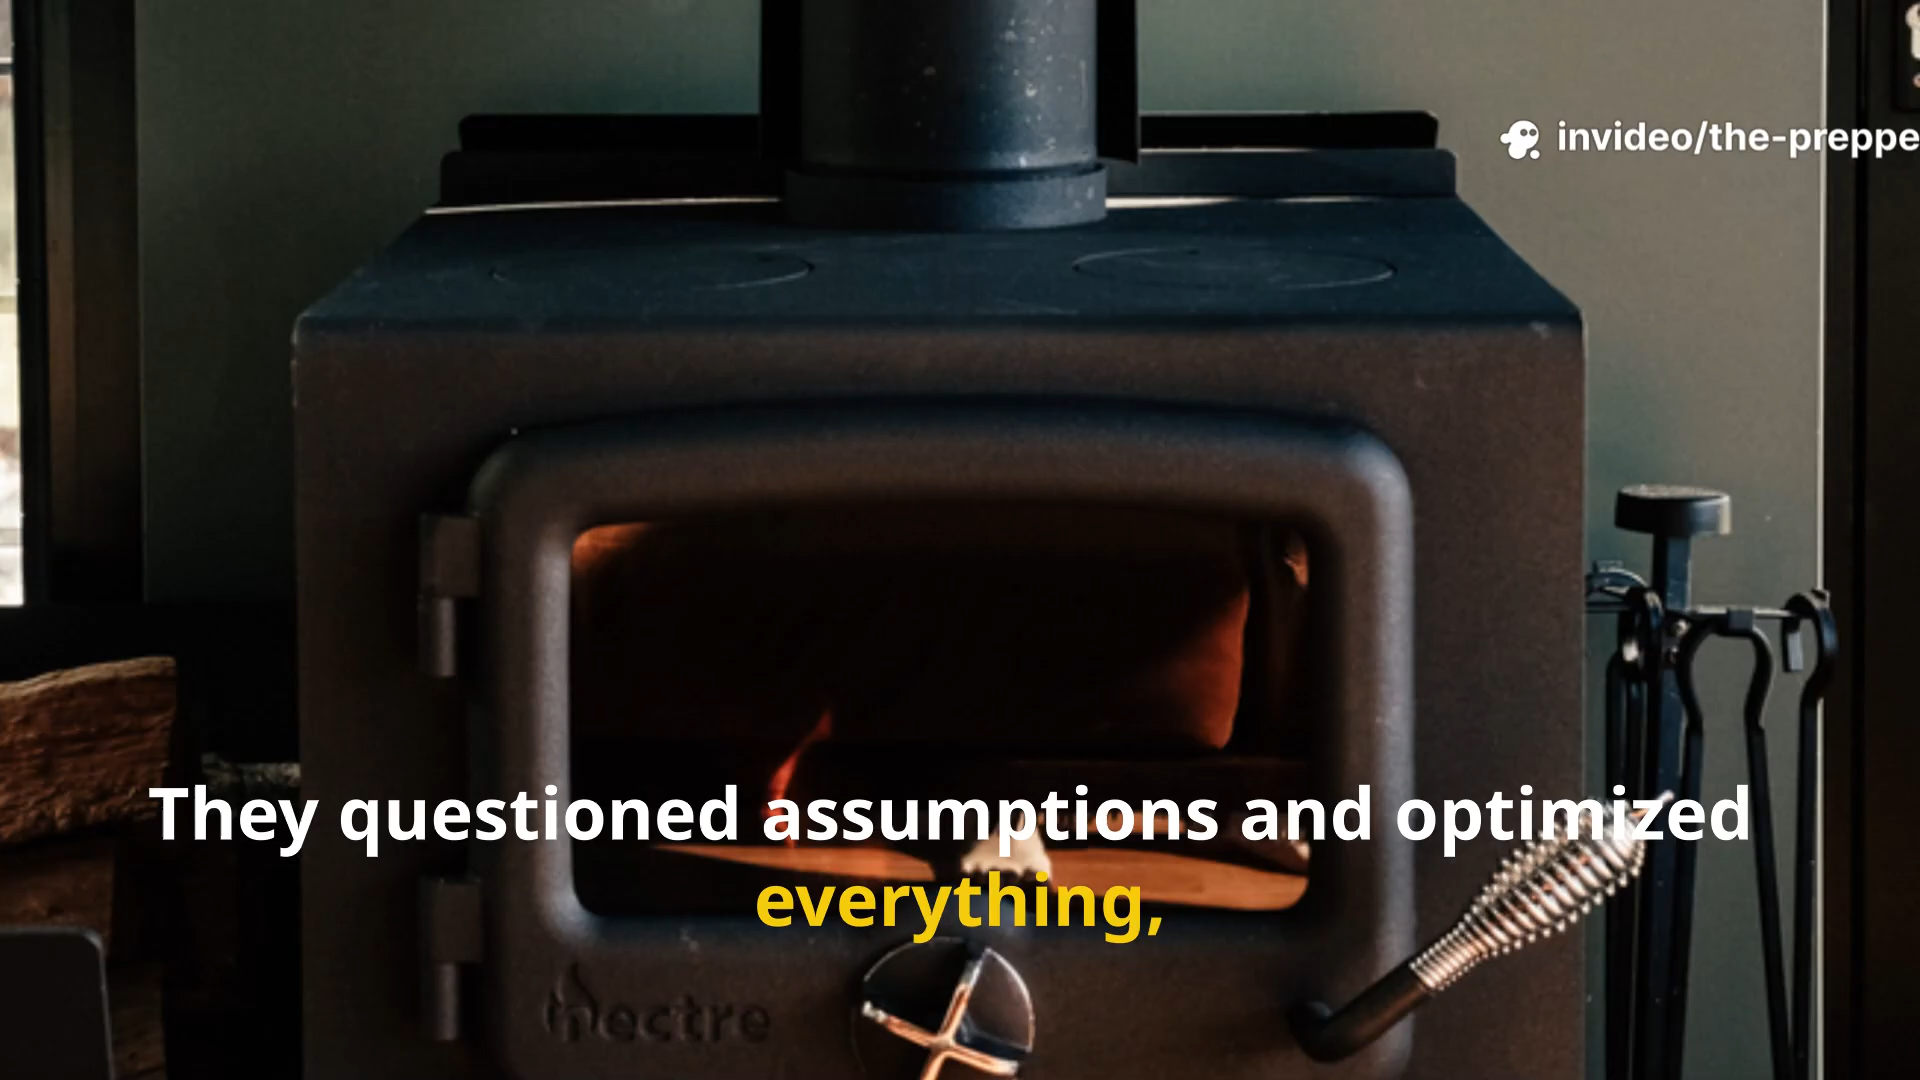 invideo/the-preppe
They questioned assumptions and optimized
everything,
nectre